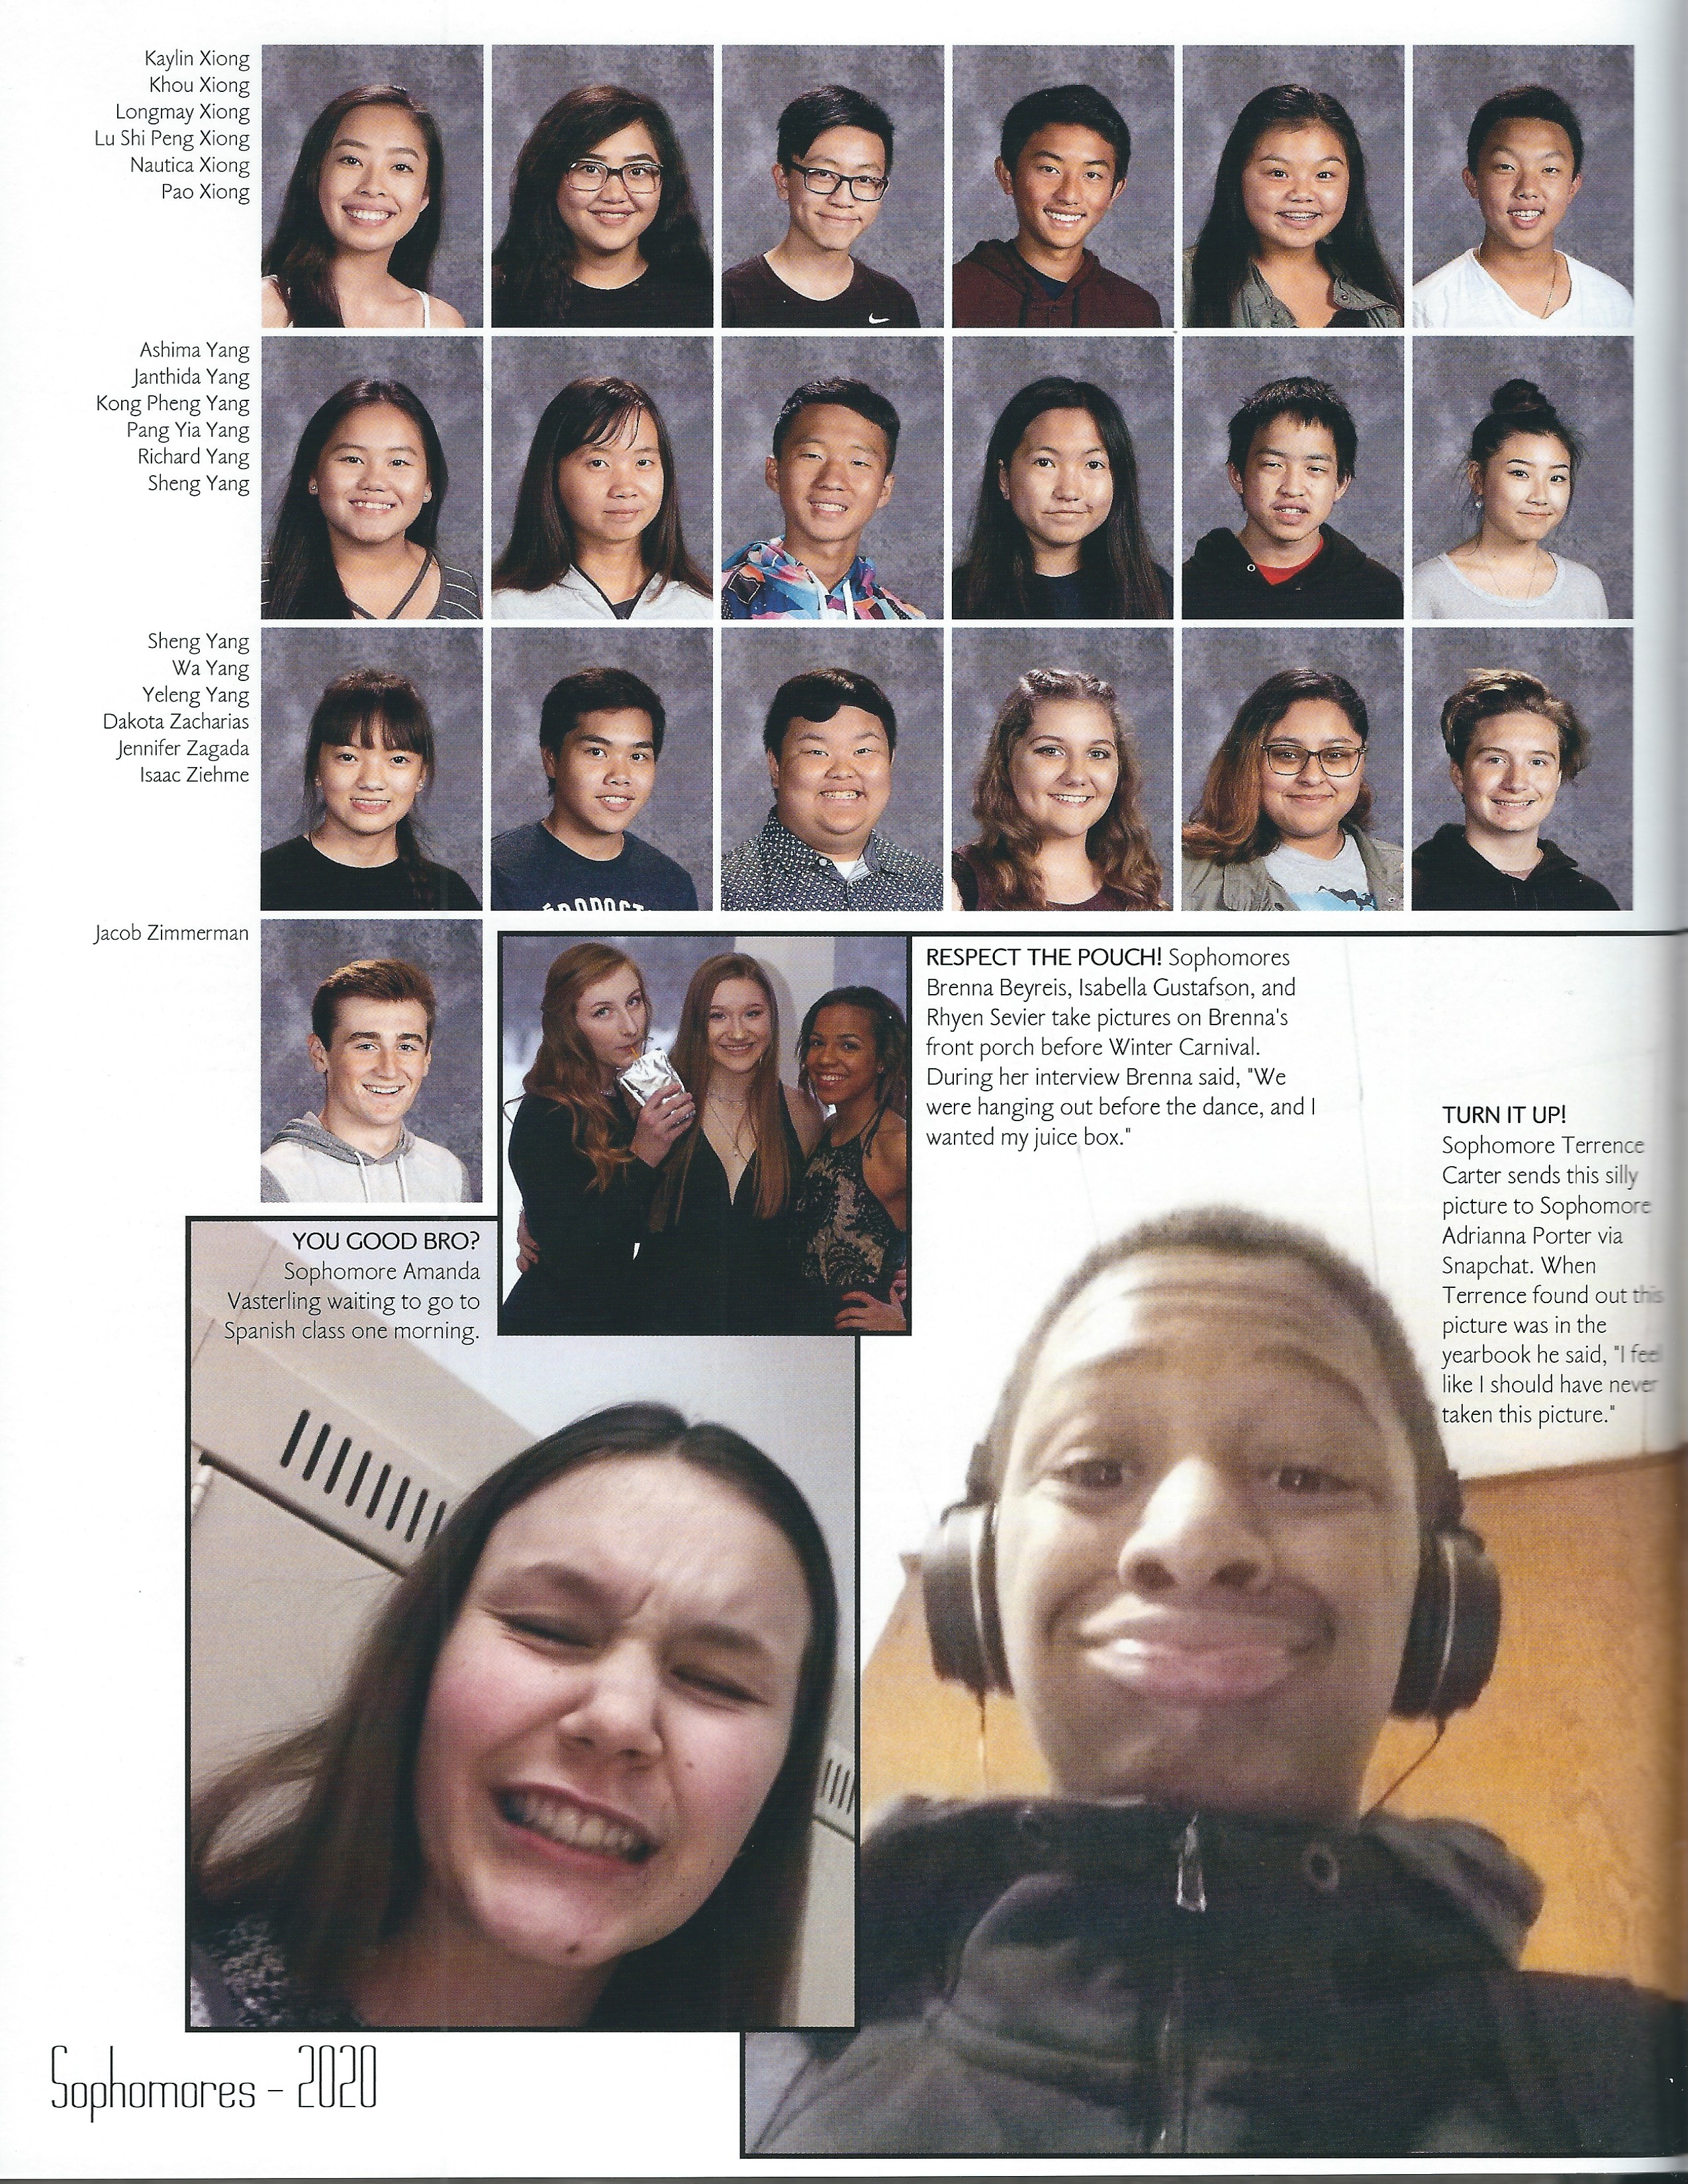 Kaylin Xiong
Khou Xiong
Longmay Xiong
Lu Shi Peng Xiong
Nautica Xiong
Pao Xiong
Ashima Yang
Janthida Yang
Kong Pheng Yang
Pang Yia Yang
Richard Yang
Sheng Yang
Sheng Yang
Wa Yang
Yeleng Yang
Dakota Zacharias
Jennifer Zagada
Isaac Ziehme
Jacob Zimmerman
RESPECT THE POUCH! Sophomores
Brenna Beyreis, Isabella Gustafson, and
Rhyen Sevier take pictures on Brenna's
front porch before Winter Carnival.
During her interview Brenna said, "We
were hanging out before the dance, and I
wanted my juice box."
TURN IT UP!
Sophomore Terrence
Carter sends this silly
picture to Sophomore
Adrianna Porter via
Snapchat. When
Terrence found out this
picture was in the
yearbook he said, "I feel
like I should have never
taken this picture."
YOU GOOD BRO?
Sophomore Amanda
Vasterling waiting to go to
Spanish class one morning.
Sophomores - 2020